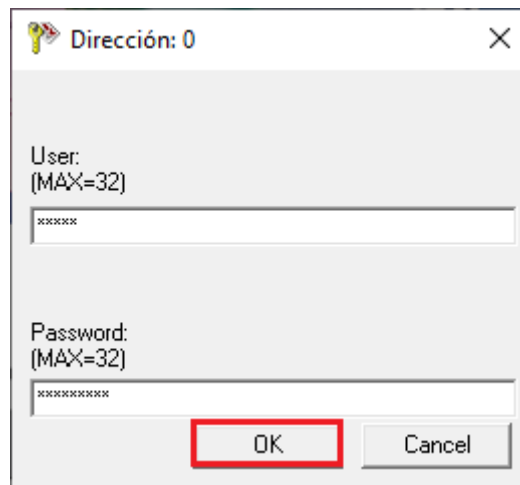 Dirección: 0
User:
(MAX=32)
*****
Password:
(MAX=32)
*********
OK
Cancel